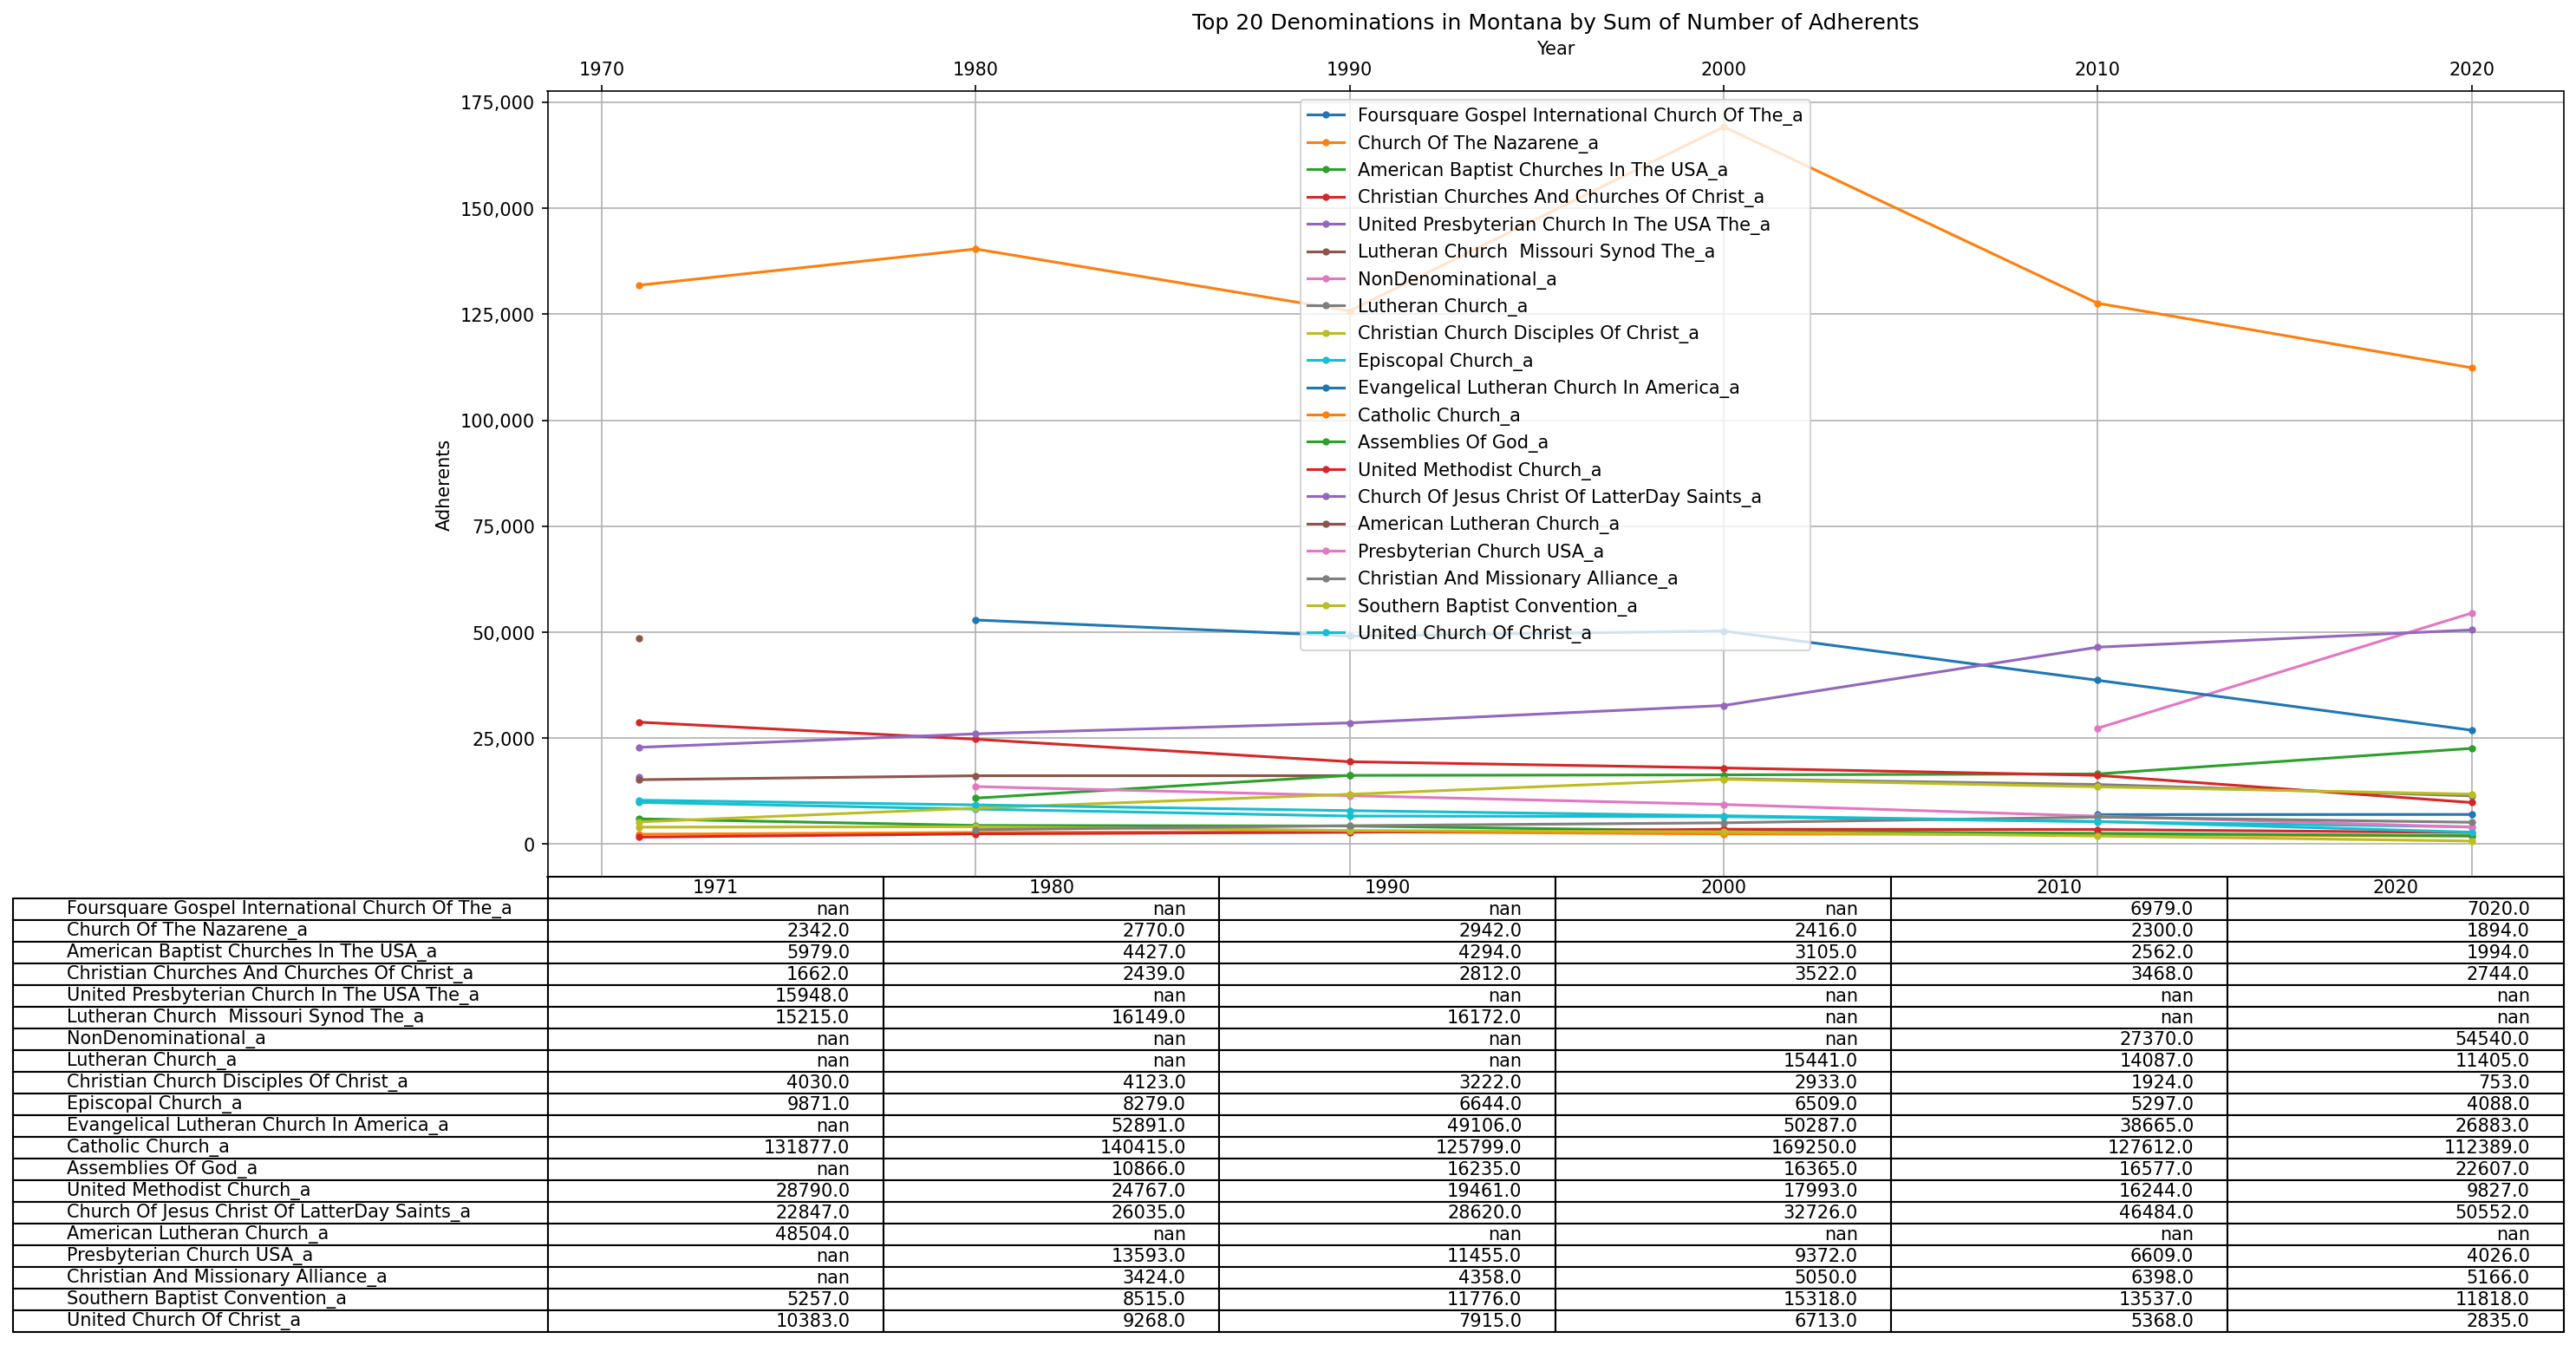 Top 20 Denominations in Montana by Sum of Number of Adherents
Year
1970 1980 1990 2000 2010 2020
175,000
150,000
125,000
100,000
75,000
50,000
25,000
0
Adherents
Foursquare Gospel International Church Of The_a
Church Of The Nazarene_a
American Baptist Churches In The USA_a
Christian Churches And Churches Of Christ_a
United Presbyterian Church In The USA The_a
Lutheran Church  Missouri Synod The_a
NonDenominational_a
Lutheran Church_a
Christian Church Disciples Of Christ_a
Episcopal Church_a
Evangelical Lutheran Church In America_a
Catholic Church_a
Assemblies Of God_a
United Methodist Church_a
Church Of Jesus Christ Of LatterDay Saints_a
American Lutheran Church_a
Presbyterian Church USA_a
Christian And Missionary Alliance_a
Southern Baptist Convention_a
United Church Of Christ_a
1971 1980 1990 2000 2010 2020
Foursquare Gospel International Church Of The_a nan nan nan nan 6979.0 7020.0
Church Of The Nazarene_a 2342.0 2770.0 2942.0 2416.0 2300.0 1894.0
American Baptist Churches In The USA_a 5979.0 4427.0 4294.0 3105.0 2562.0 1994.0
Christian Churches And Churches Of Christ_a 1662.0 2439.0 2812.0 3522.0 3468.0 2744.0
United Presbyterian Church In The USA The_a 15948.0 nan nan nan nan nan
Lutheran Church  Missouri Synod The_a 15215.0 16149.0 16172.0 nan nan nan
NonDenominational_a nan nan nan nan 27370.0 54540.0
Lutheran Church_a nan nan nan 15441.0 14087.0 11405.0
Christian Church Disciples Of Christ_a 4030.0 4123.0 3222.0 2933.0 1924.0 753.0
Episcopal Church_a 9871.0 8279.0 6644.0 6509.0 5297.0 4088.0
Evangelical Lutheran Church In America_a nan 52891.0 49106.0 50287.0 38665.0 26883.0
Catholic Church_a 131877.0 140415.0 125799.0 169250.0 127612.0 112389.0
Assemblies Of God_a nan 10866.0 16235.0 16365.0 16577.0 22607.0
United Methodist Church_a 28790.0 24767.0 19461.0 17993.0 16244.0 9827.0
Church Of Jesus Christ Of LatterDay Saints_a 22847.0 26035.0 28620.0 32726.0 46484.0 50552.0
American Lutheran Church_a 48504.0 nan nan nan nan nan
Presbyterian Church USA_a nan 13593.0 11455.0 9372.0 6609.0 4026.0
Christian And Missionary Alliance_a nan 3424.0 4358.0 5050.0 6398.0 5166.0
Southern Baptist Convention_a 5257.0 8515.0 11776.0 15318.0 13537.0 11818.0
United Church Of Christ_a 10383.0 9268.0 7915.0 6713.0 5368.0 2835.0